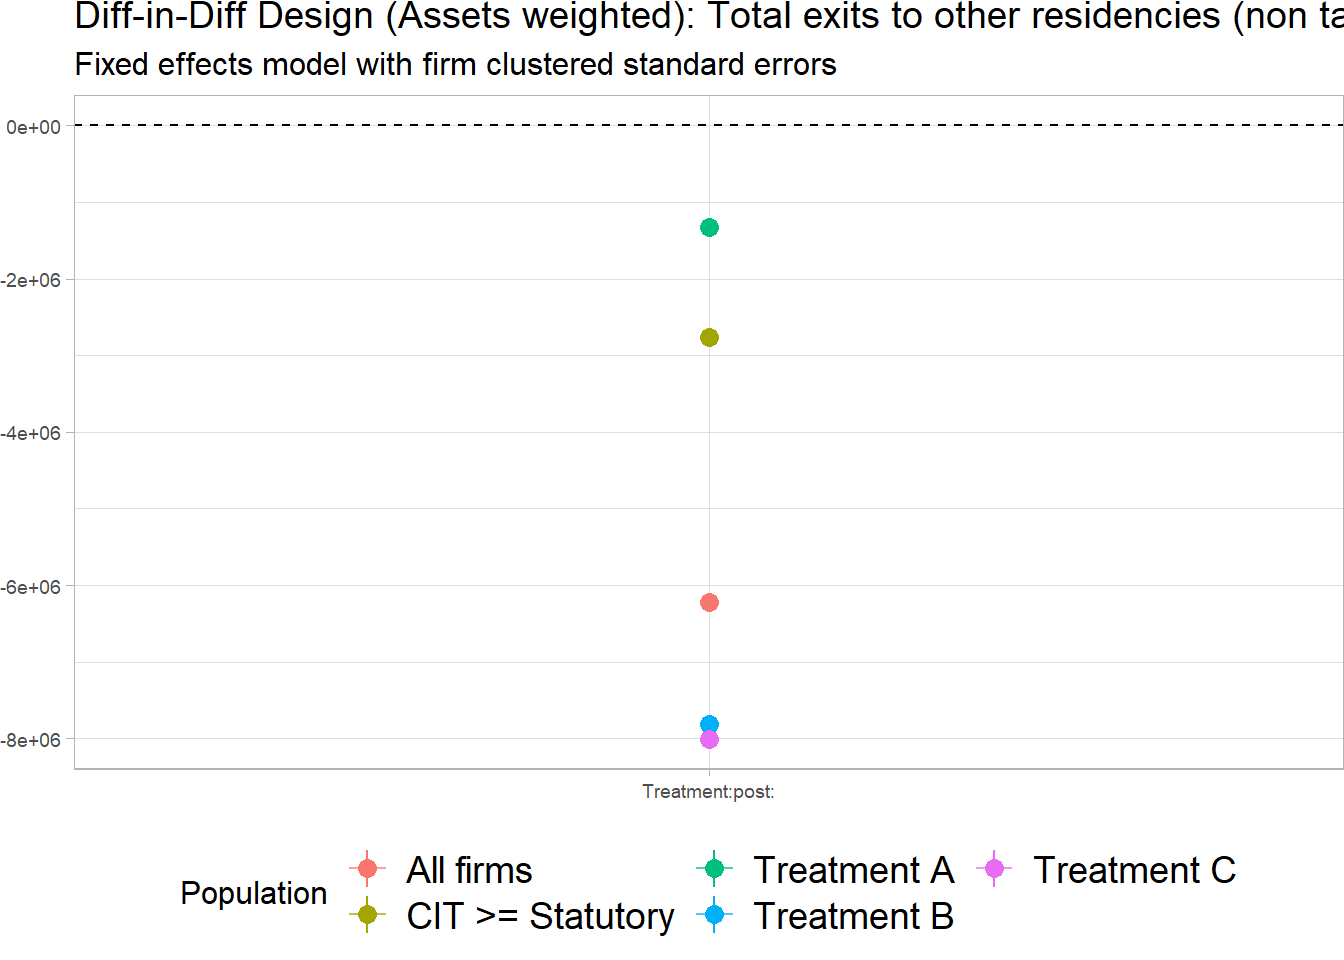 Diff-in-Diff Design (Assets weighted): Total exits to other residencies (non ta
Fixed effects model with firm clustered standard errors
0e+00
-2e+06
-4e+06
-6e+06
-8e+06
Treatment:post:
Population
All firms
CIT >= Statutory
Treatment A
Treatment B
Treatment C